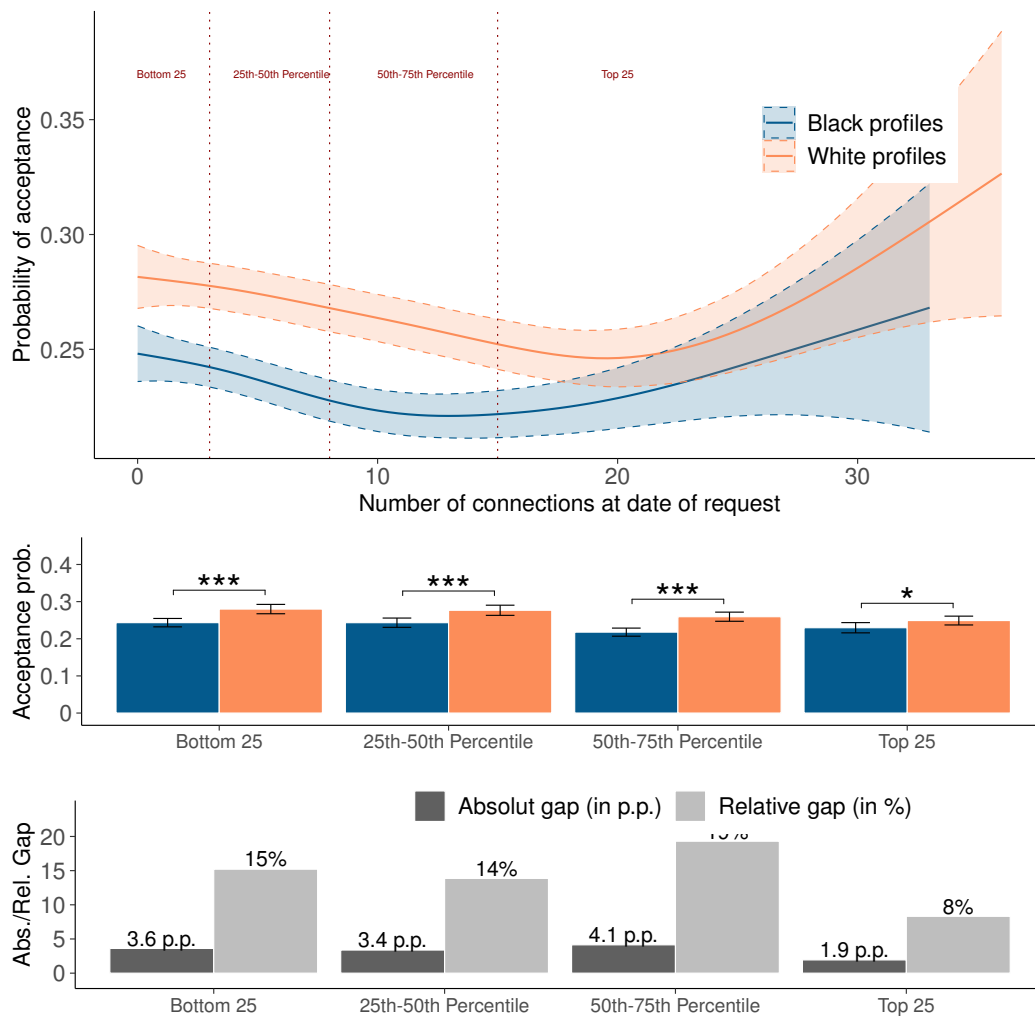 Probability of acceptance
0.35
0.30
0.25
Bottom 25
25th-50th Percentile
50th-75th Percentile
Top 25
Black profiles
White profiles
0
10
20
30
Number of connections at date of request
Acceptance prob.
0.4
0.3
0.2
0.1
0
***
***
***
*
Bottom 25
25th-50th Percentile
50th-75th Percentile
Top 25
Absolut gap (in p.p.)
Relative gap (in %)
Abs./Rel. Gap
20
15
10
5
0
3.6 p.p.
15%
3.4 p.p.
14%
4.1 p.p.
1.9 p.p.
8%
Bottom 25
25th-50th Percentile
50th-75th Percentile
Top 25